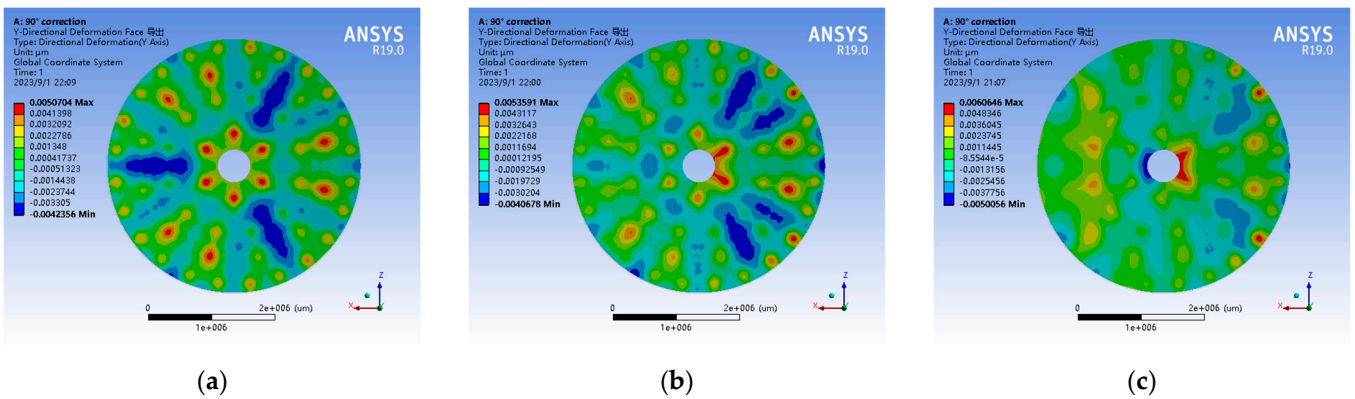 A: 90° correction
Y-Directional Deformation Face 导出
Type: Directional Deformation(Y Axis)
Unit: μm
Global Coordinate System
Time: 1
2023/9/1 22:09
ANSYS
R19.0
0.0050704 Max
0.0041398
0.0032092
0.0022786
0.001348
0.00041737
-0.00051323
-0.0014438
-0.0023744
-0.003305
-0.0042356 Min
Z
X
Y
0
2e+006 (um)
1e+006
(a)
A: 90° correction
Y-Directional Deformation Face 导出
Type: Directional Deformation(Y Axis)
Unit: μm
Global Coordinate System
Time: 1
2023/9/1 22:00
ANSYS
R19.0
0.0053591 Max
0.0043117
0.0032643
0.0022168
0.0011694
0.00012195
-0.00092549
-0.0019729
-0.0030204
-0.0040678 Min
Z
X
Y
0
2e+006 (um)
1e+006
(b)
A: 90° correction
Y-Directional Deformation Face 导出
Type: Directional Deformation(Y Axis)
Unit: μm
Global Coordinate System
Time: 1
2023/9/1 21:07
ANSYS
R19.0
0.0060646 Max
0.0048346
0.0036045
0.0023745
0.0011445
-8.5544e-5
-0.0013156
-0.0025456
-0.0037756
-0.0050056 Min
Z
X
Y
0
2e+006 (um)
1e+006
(c)